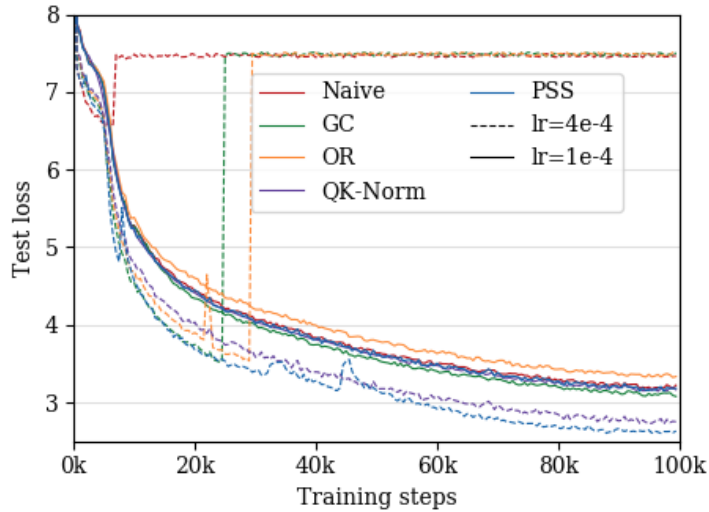 8
7
6
5
4
3
Test loss
Naive
GC
OR
QK-Norm
PSS
lr=4e-4
lr=1e-4
0k 20k 40k 60k 80k 100k
Training steps